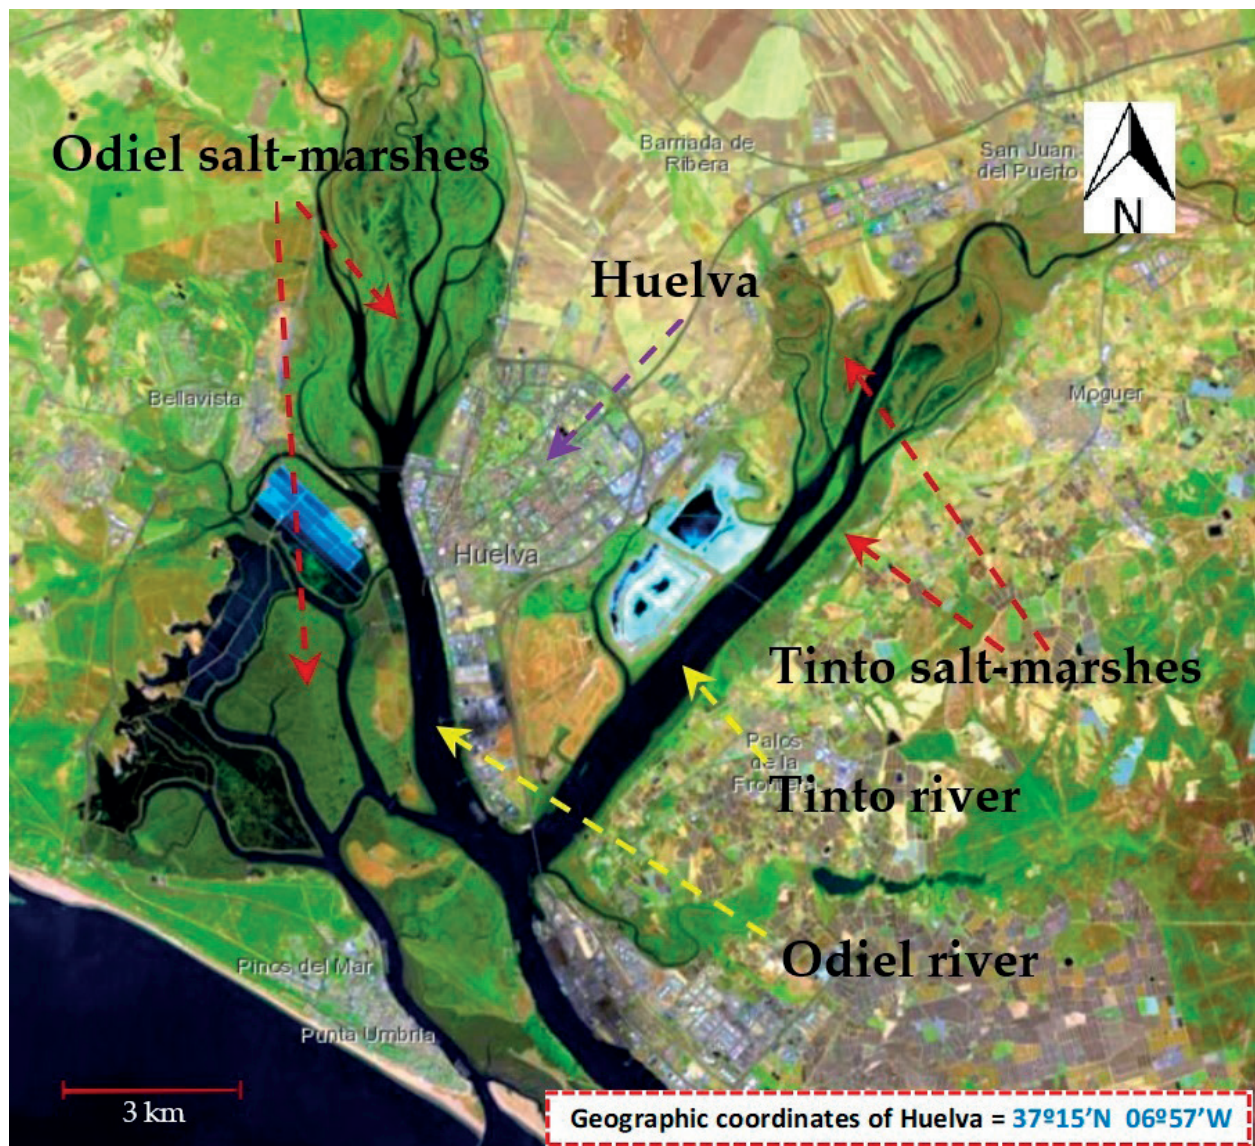 Odiel salt-marshes
Barriada de
Ribera
San Juan
del Puerto
N
Huelva
Bellavista
Moguer
Huelva
Tinto salt-marshes
Palos
de la
Frontera
Tinto river
Odiel river
Pinos del Mar
Punta Umbria
3 km
Geographic coordinates of Huelva = 37º15’N 06º57’W